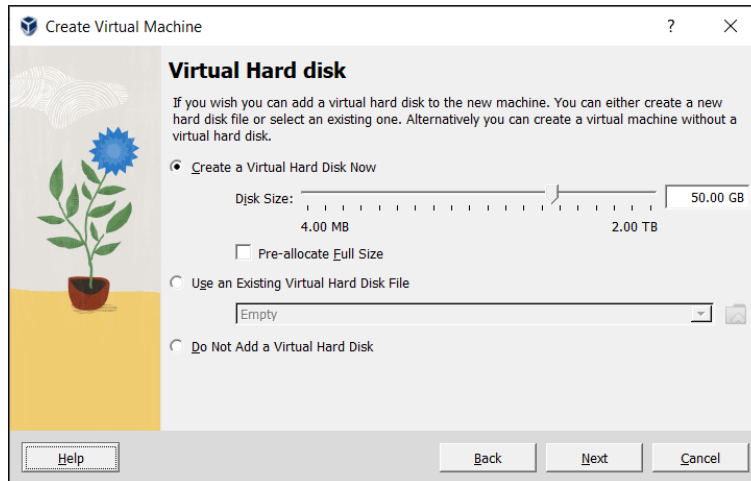 Create Virtual Machine
?
Virtual Hard disk
If you wish you can add a virtual hard disk to the new machine. You can either create a new
hard disk file or select an existing one. Alternatively you can create a virtual machine without a
virtual hard disk.
Create a Virtual Hard Disk Now
Disk Size:
50.00 GB
4.00 MB
2.00 TB
Pre-allocate Full Size
Use an Existing Virtual Hard Disk File
Empty
Do Not Add a Virtual Hard Disk
Help
Back
Next
Cancel